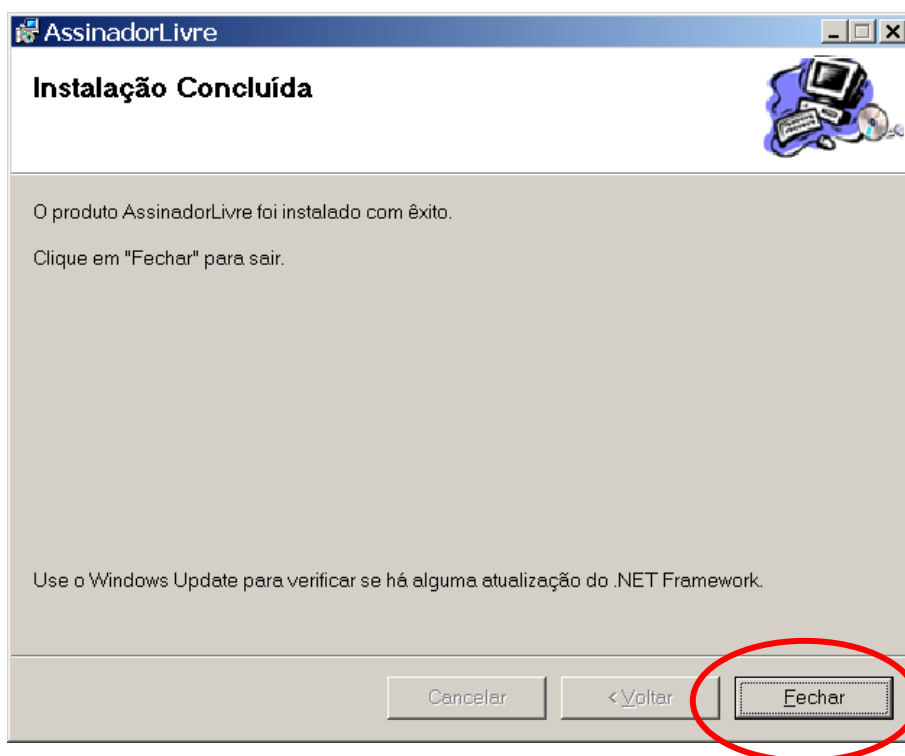 AssinadorLivre
Instalação Concluída
O produto AssinadorLivre foi instalado com êxito.
Clique em "Fechar" para sair.
Use o Windows Update para verificar se há alguma atualização do .NET Framework.
Cancelar
< Voltar
Fechar